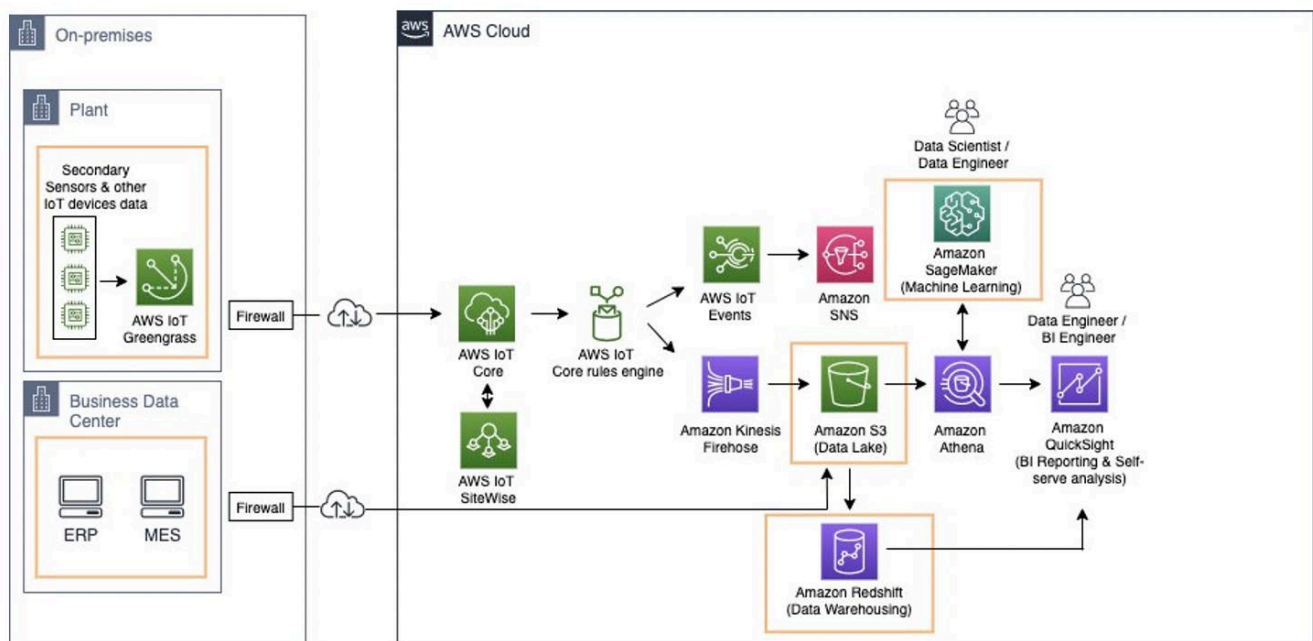 On-premises
aws
AWS Cloud
Plant
Secondary
Sensors & other
IoT devices data
AWS IoT
Greengrass
Firewall
AWS IoT
Core
AWS IoT
Core rules engine
AWS IoT
Events
Amazon
SNS
Data Scientist /
Data Engineer
Amazon
SageMaker
(Machine Learning)
Data Engineer /
BI Engineer
Amazon Kinesis
Firehose
Amazon S3
(Data Lake)
Amazon
Athena
Amazon
QuickSight
(BI Reporting & Self-
serve analysis)
AWS IoT
SiteWise
Business Data
Center
ERP
MES
Firewall
Amazon Redshift
(Data Warehousing)